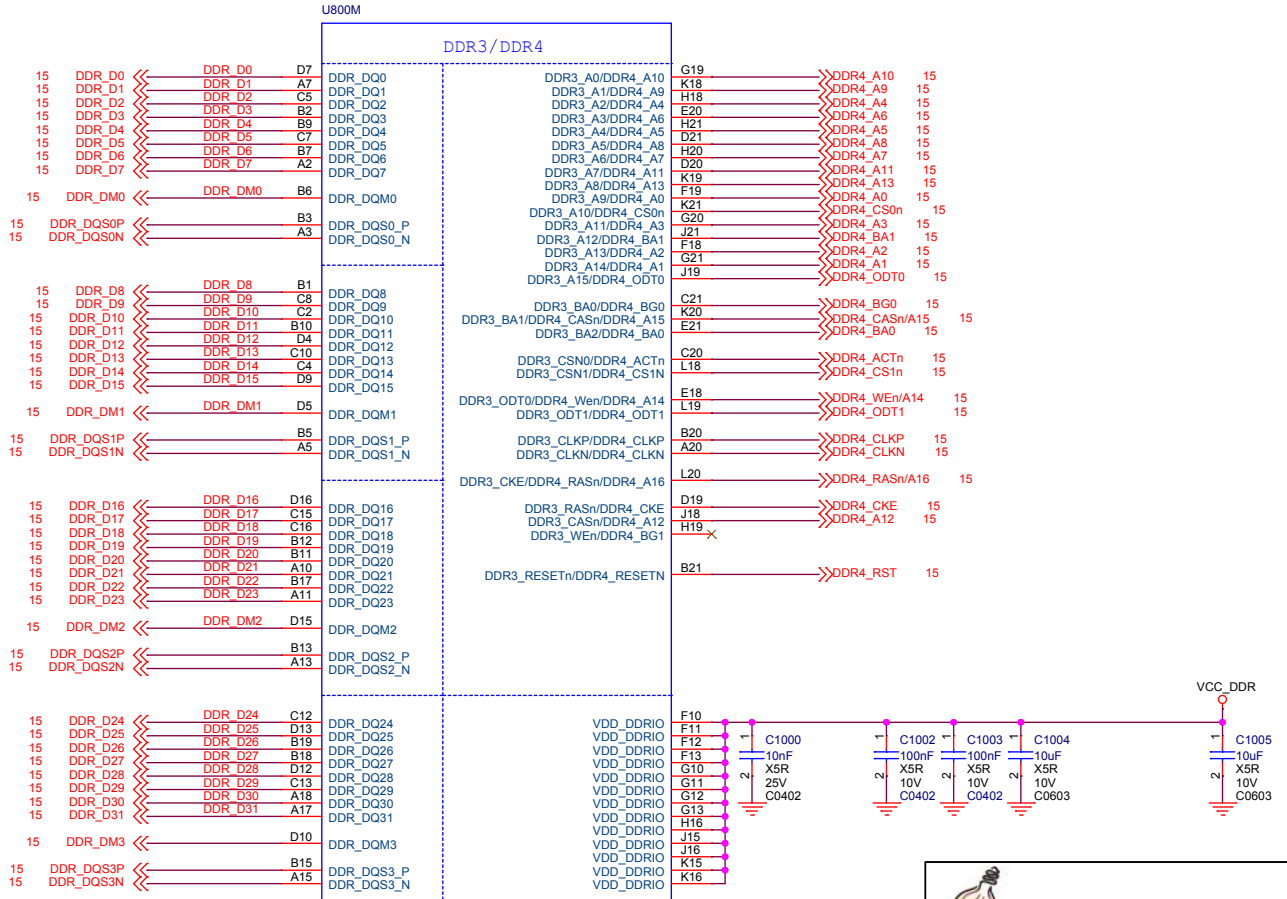 U800M
DDR3/DDR4
15 DDR_D0 DDR_D0 D7 DDR_DQ0 DDR3_A0/DDR4_A10 G19 DDR4_A10 15
15 DDR_D1 DDR_D1 A7 DDR_DQ1 DDR3_A1/DDR4_A9 K18 DDR4_A9 15
15 DDR_D2 DDR_D2 C5 DDR_DQ2 DDR3_A2/DDR4_A4 H18 DDR4_A4 15
15 DDR_D3 DDR_D3 B2 DDR_DQ3 DDR3_A3/DDR4_A6 E20 DDR4_A6 15
15 DDR_D4 DDR_D4 B9 DDR_DQ4 DDR3_A4/DDR4_A5 H21 DDR4_A5 15
15 DDR_D5 DDR_D5 C7 DDR_DQ5 DDR3_A5/DDR4_A8 D21 DDR4_A8 15
15 DDR_D6 DDR_D6 B7 DDR_DQ6 DDR3_A6/DDR4_A7 H20 DDR4_A7 15
15 DDR_D7 DDR_D7 A2 DDR_DQ7 DDR3_A7/DDR4_A11 D20 DDR4_A11 15
DDR3_A8/DDR4_A13 K19 DDR4_A13 15
15 DDR_DM0 DDR_DM0 B6 DDR_DQM0 DDR3_A9/DDR4_A0 F19 DDR4_A0 15
DDR3_A10/DDR4_CS0n K21 DDR4_CS0n 15
15 DDR_DQS0P B3 DDR_DQS0_P DDR3_A11/DDR4_A3 G20 DDR4_A3 15
15 DDR_DQS0N A3 DDR_DQS0_N DDR3_A12/DDR4_BA1 J21 DDR4_BA1 15
DDR3_A13/DDR4_A2 F18 DDR4_A2 15
DDR3_A14/DDR4_A1 G21 DDR4_A1 15
DDR3_A15/DDR4_ODT0 J19 DDR4_ODT0 15
15 DDR_D8 DDR_D8 B1 DDR_DQ8
15 DDR_D9 DDR_D9 C8 DDR_DQ9 DDR3_BA0/DDR4_BG0 C21 DDR4_BG0 15
15 DDR_D10 DDR_D10 C2 DDR_DQ10 DDR3_BA1/DDR4_CASn/DDR4_A15 K20 DDR4_CASn/A15 15
15 DDR_D11 DDR_D11 B10 DDR_DQ11 DDR3_BA2/DDR4_BA0 E21 DDR4_BA0 15
15 DDR_D12 DDR_D12 D4 DDR_DQ12
15 DDR_D13 DDR_D13 C10 DDR_DQ13 DDR3_CSN0/DDR4_ACTn C20 DDR4_ACTn 15
15 DDR_D14 DDR_D14 C4 DDR_DQ14 DDR3_CSN1/DDR4_CS1N L18 DDR4_CS1n 15
15 DDR_D15 DDR_D15 D9 DDR_DQ15
DDR3_ODT0/DDR4_Wen/DDR4_A14 E18 DDR4_WEn/A14 15
15 DDR_DM1 DDR_DM1 D5 DDR_DQM1 DDR3_ODT1/DDR4_ODT1 L19 DDR4_ODT1 15
15 DDR_DQS1P B5 DDR_DQS1_P DDR3_CLKP/DDR4_CLKP B20 DDR4_CLKP 15
15 DDR_DQS1N A5 DDR_DQS1_N DDR3_CLKN/DDR4_CLKN A20 DDR4_CLKN 15
DDR3_CKE/DDR4_RASn/DDR4_A16 L20 DDR4_RASn/A16 15
15 DDR_D16 DDR_D16 D16 DDR_DQ16 DDR3_RASn/DDR4_CKE D19 DDR4_CKE 15
15 DDR_D17 DDR_D17 C15 DDR_DQ17 DDR3_CASn/DDR4_A12 J18 DDR4_A12 15
15 DDR_D18 DDR_D18 C16 DDR_DQ18 DDR3_WEn/DDR4_BG1 H19
15 DDR_D19 DDR_D19 B12 DDR_DQ19
15 DDR_D20 DDR_D20 B11 DDR_DQ20
15 DDR_D21 DDR_D21 A10 DDR_DQ21 DDR3_RESETn/DDR4_RESETN B21 DDR4_RST 15
15 DDR_D22 DDR_D22 B17 DDR_DQ22
15 DDR_D23 DDR_D23 A11 DDR_DQ23
15 DDR_DM2 DDR_DM2 D15 DDR_DQM2
15 DDR_DQS2P B13 DDR_DQS2_P
15 DDR_DQS2N A13 DDR_DQS2_N
VCC_DDR
15 DDR_D24 DDR_D24 C12 DDR_DQ24 VDD_DDRIO F10
15 DDR_D25 DDR_D25 D13 DDR_DQ25 VDD_DDRIO F11 1 C1000 1 C1002 1 C1003 1 C1004 1 C1005
15 DDR_D26 DDR_D26 B19 DDR_DQ26 VDD_DDRIO F12 10nF 100nF 100nF 10uF 10uF
15 DDR_D27 DDR_D27 B18 DDR_DQ27 VDD_DDRIO F13 X5R X5R X5R X5R X5R
15 DDR_D28 DDR_D28 D12 DDR_DQ28 VDD_DDRIO G10 2 25V 2 10V 2 10V 2 10V 2 10V
15 DDR_D29 DDR_D29 C13 DDR_DQ29 VDD_DDRIO G11 C0402 C0402 C0402 C0603 C0603
15 DDR_D30 DDR_D30 A18 DDR_DQ30 VDD_DDRIO G12
15 DDR_D31 DDR_D31 A17 DDR_DQ31 VDD_DDRIO G13
VDD_DDRIO H16
15 DDR_DM3 D10 DDR_DQM3 VDD_DDRIO J15
VDD_DDRIO J16
15 DDR_DQS3P B15 DDR_DQS3_P VDD_DDRIO K15
15 DDR_DQS3N A15 DDR_DQS3_N VDD_DDRIO K16